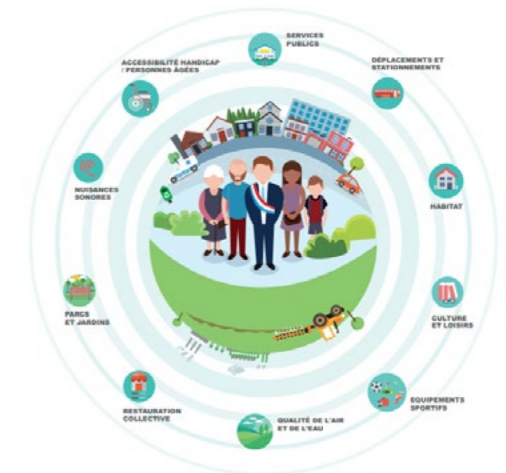 SERVICES
PUBLICS
DÉPLACEMENTS ET
STATIONNEMENTS
HABITAT
CULTURE
ET LOISIRS
EQUIPEMENTS
SPORTIFS
QUALITÉ DE L'AIR
ET DE L'EAU
RESTAURATION
COLLECTIVE
PARCS
ET JARDINS
NUISANCES
SONORES
ACCESSIBILITÉ HANDICAP
/ PERSONNES ÂGÉES